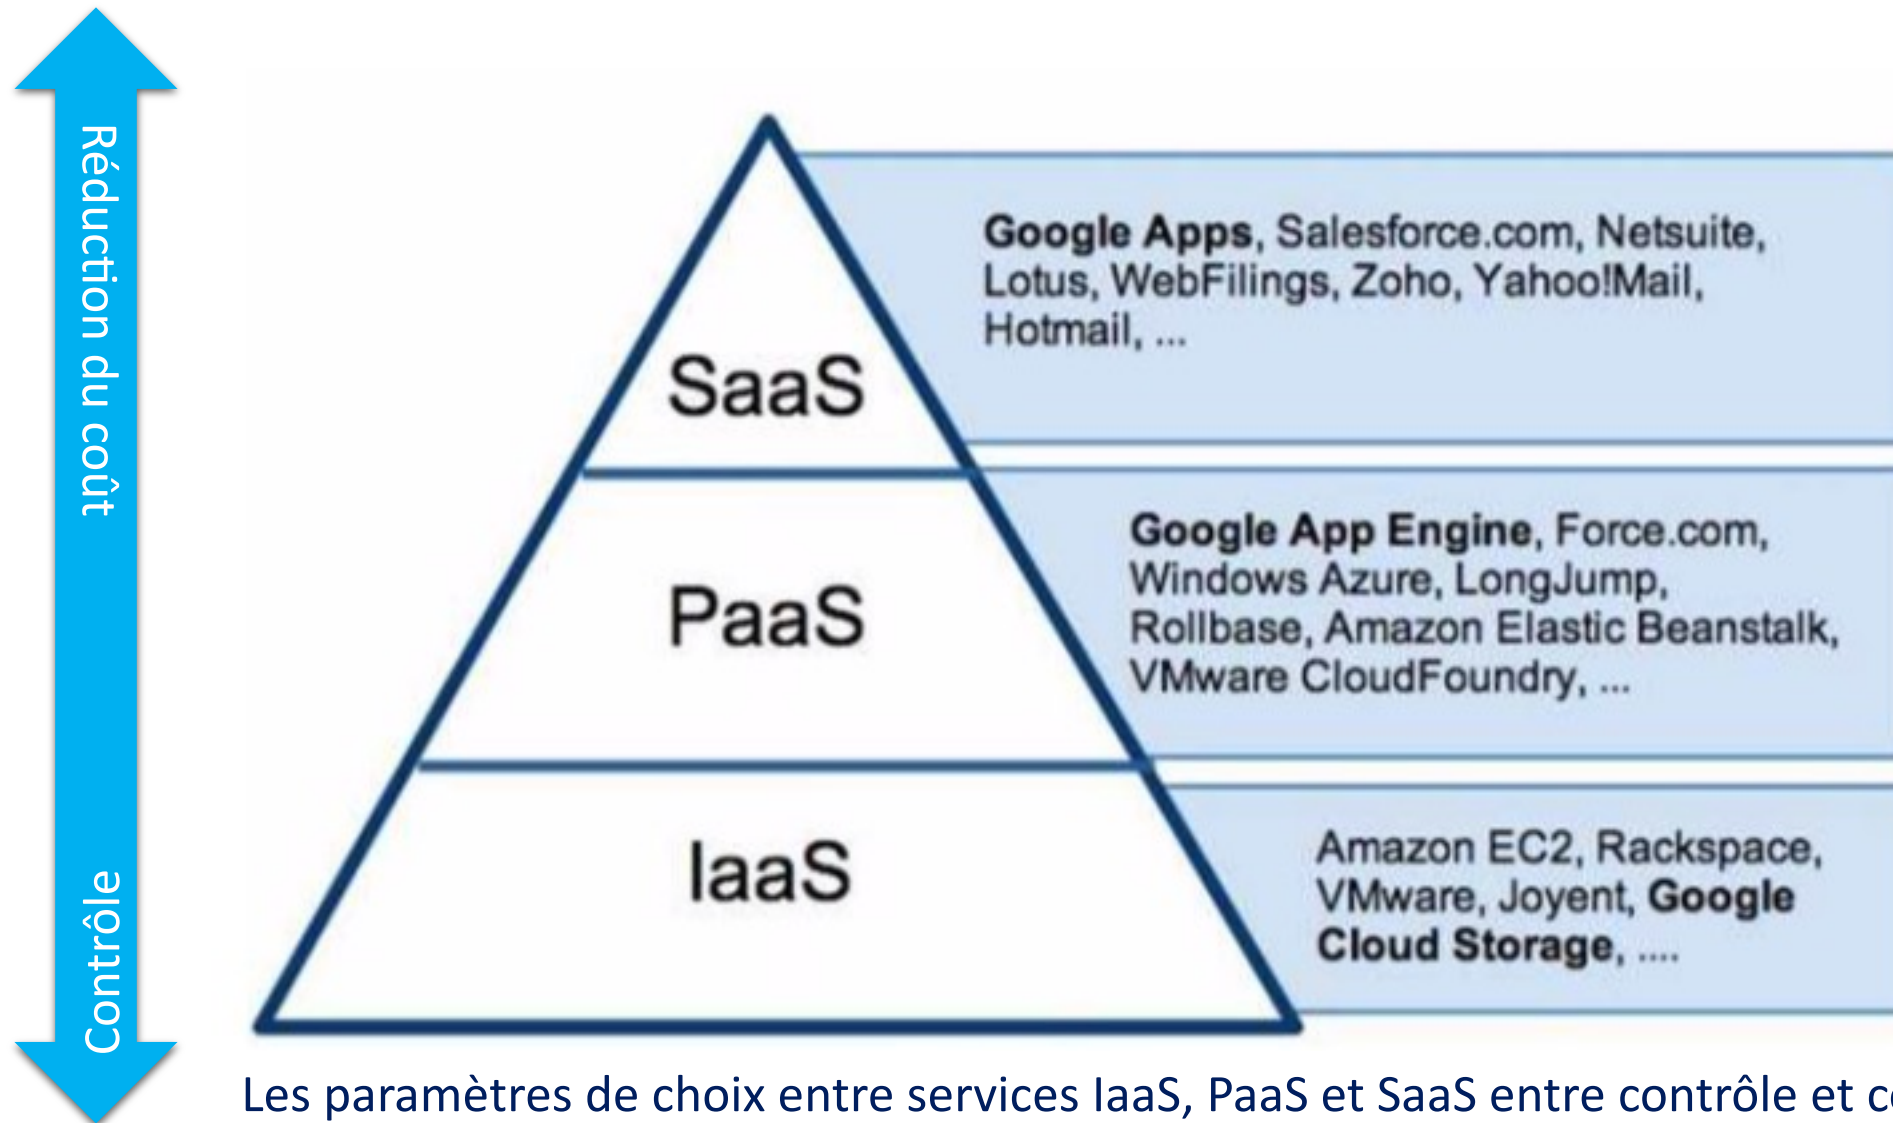 Réduction du coût
Contrôle
SaaS
Google Apps, Salesforce.com, Netsuite,
Lotus, WebFilings, Zoho, Yahoo!Mail,
Hotmail, ...
PaaS
Google App Engine, Force.com,
Windows Azure, LongJump,
Rollbase, Amazon Elastic Beanstalk,
VMware CloudFoundry, ...
IaaS
Amazon EC2, Rackspace,
VMware, Joyent, Google
Cloud Storage, ....
Les paramètres de choix entre services IaaS, PaaS et SaaS entre contrôle et